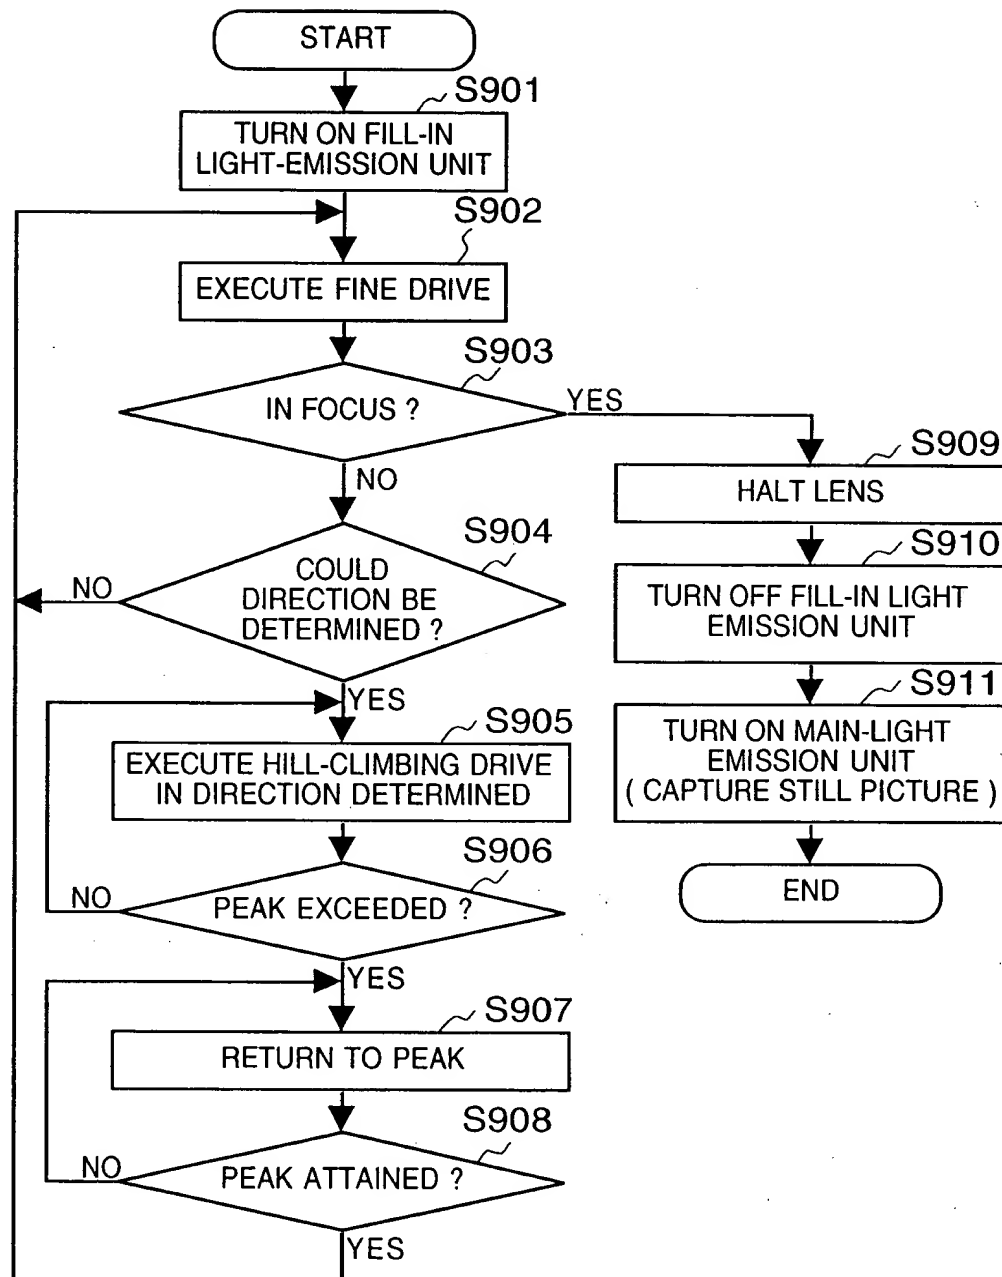 START
S901
TURN ON FILL-IN
LIGHT-EMISSION UNIT
S902
EXECUTE FINE DRIVE
S903
IN FOCUS ?
YES
NO
S904
COULD
DIRECTION BE
DETERMINED ?
NO
YES
S905
EXECUTE HILL-CLIMBING DRIVE
IN DIRECTION DETERMINED
S906
PEAK EXCEEDED ?
NO
YES
S907
RETURN TO PEAK
S908
PEAK ATTAINED ?
NO
YES
S909
HALT LENS
S910
TURN OFF FILL-IN LIGHT
EMISSION UNIT
S911
TURN ON MAIN-LIGHT
EMISSION UNIT
( CAPTURE STILL PICTURE )
END